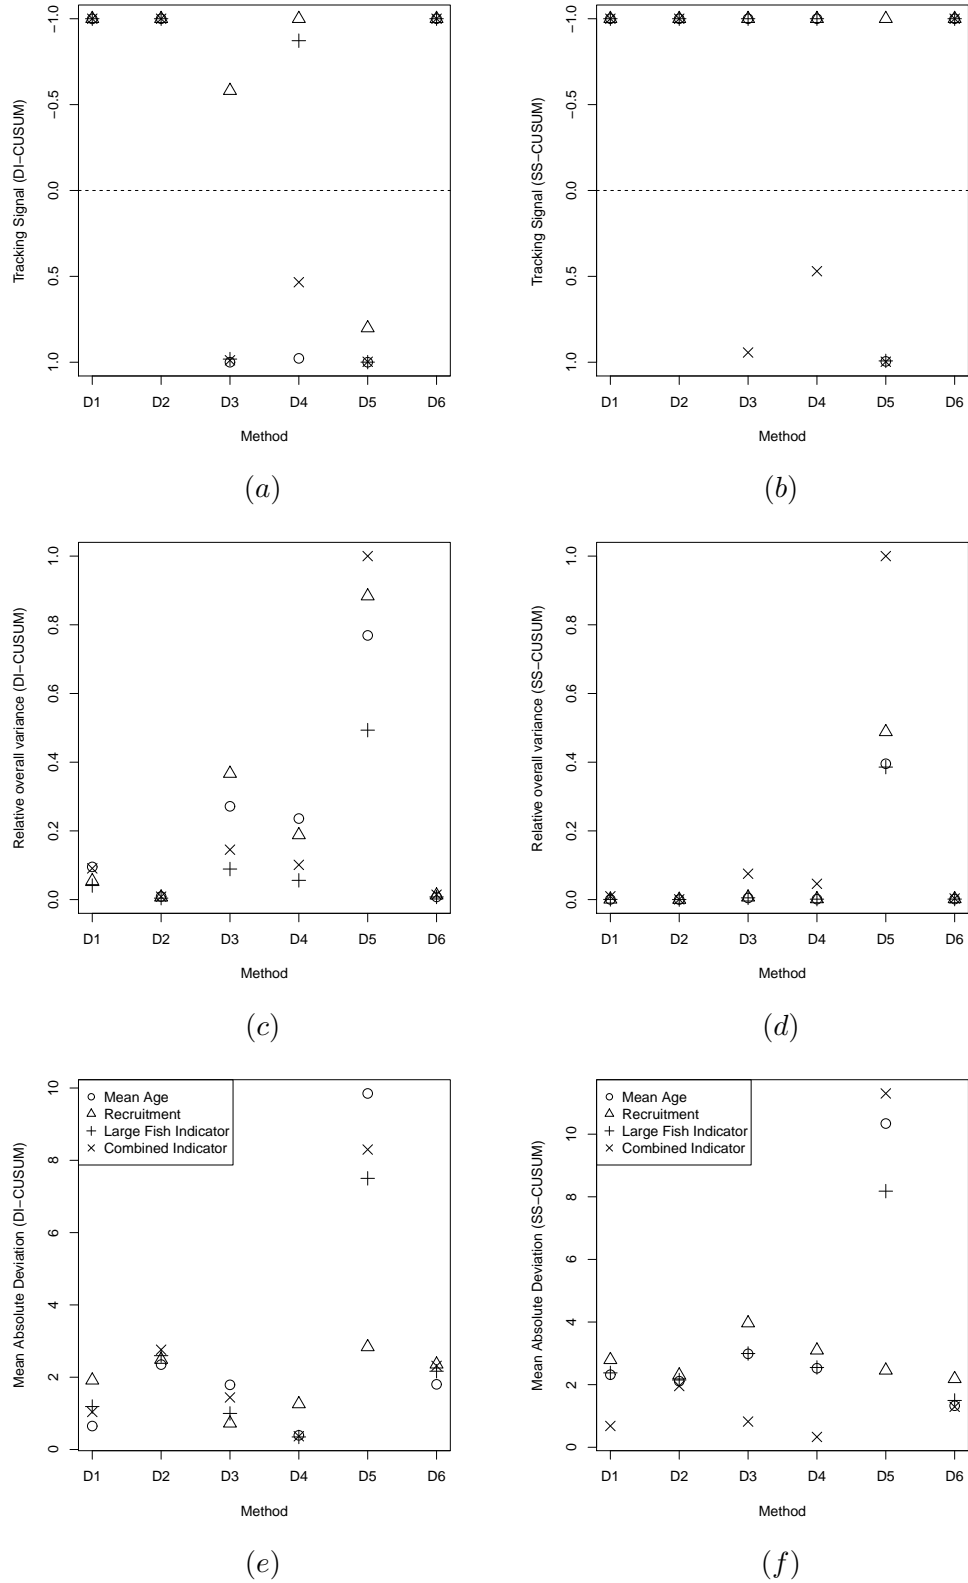 Tracking Signal (DI−CUSUM)
−1.0
−0.5
0.0
0.5
1.0
D1 D2 D3 D4 D5 D6
Method
(a)
Tracking Signal (SS−CUSUM)
−1.0
−0.5
0.0
0.5
1.0
D1 D2 D3 D4 D5 D6
Method
(b)
Relative overall variance (DI−CUSUM)
1.0
0.8
0.6
0.4
0.2
0.0
D1 D2 D3 D4 D5 D6
Method
(c)
Relative overall variance (SS−CUSUM)
1.0
0.8
0.6
0.4
0.2
0.0
D1 D2 D3 D4 D5 D6
Method
(d)
Mean Absolute Deviation (DI−CUSUM)
10
8
6
4
2
0
Mean Age
Recruitment
Large Fish Indicator
Combined Indicator
D1 D2 D3 D4 D5 D6
Method
(e)
Mean Absolute Deviation (SS−CUSUM)
10
8
6
4
2
0
Mean Age
Recruitment
Large Fish Indicator
Combined Indicator
D1 D2 D3 D4 D5 D6
Method
(f)